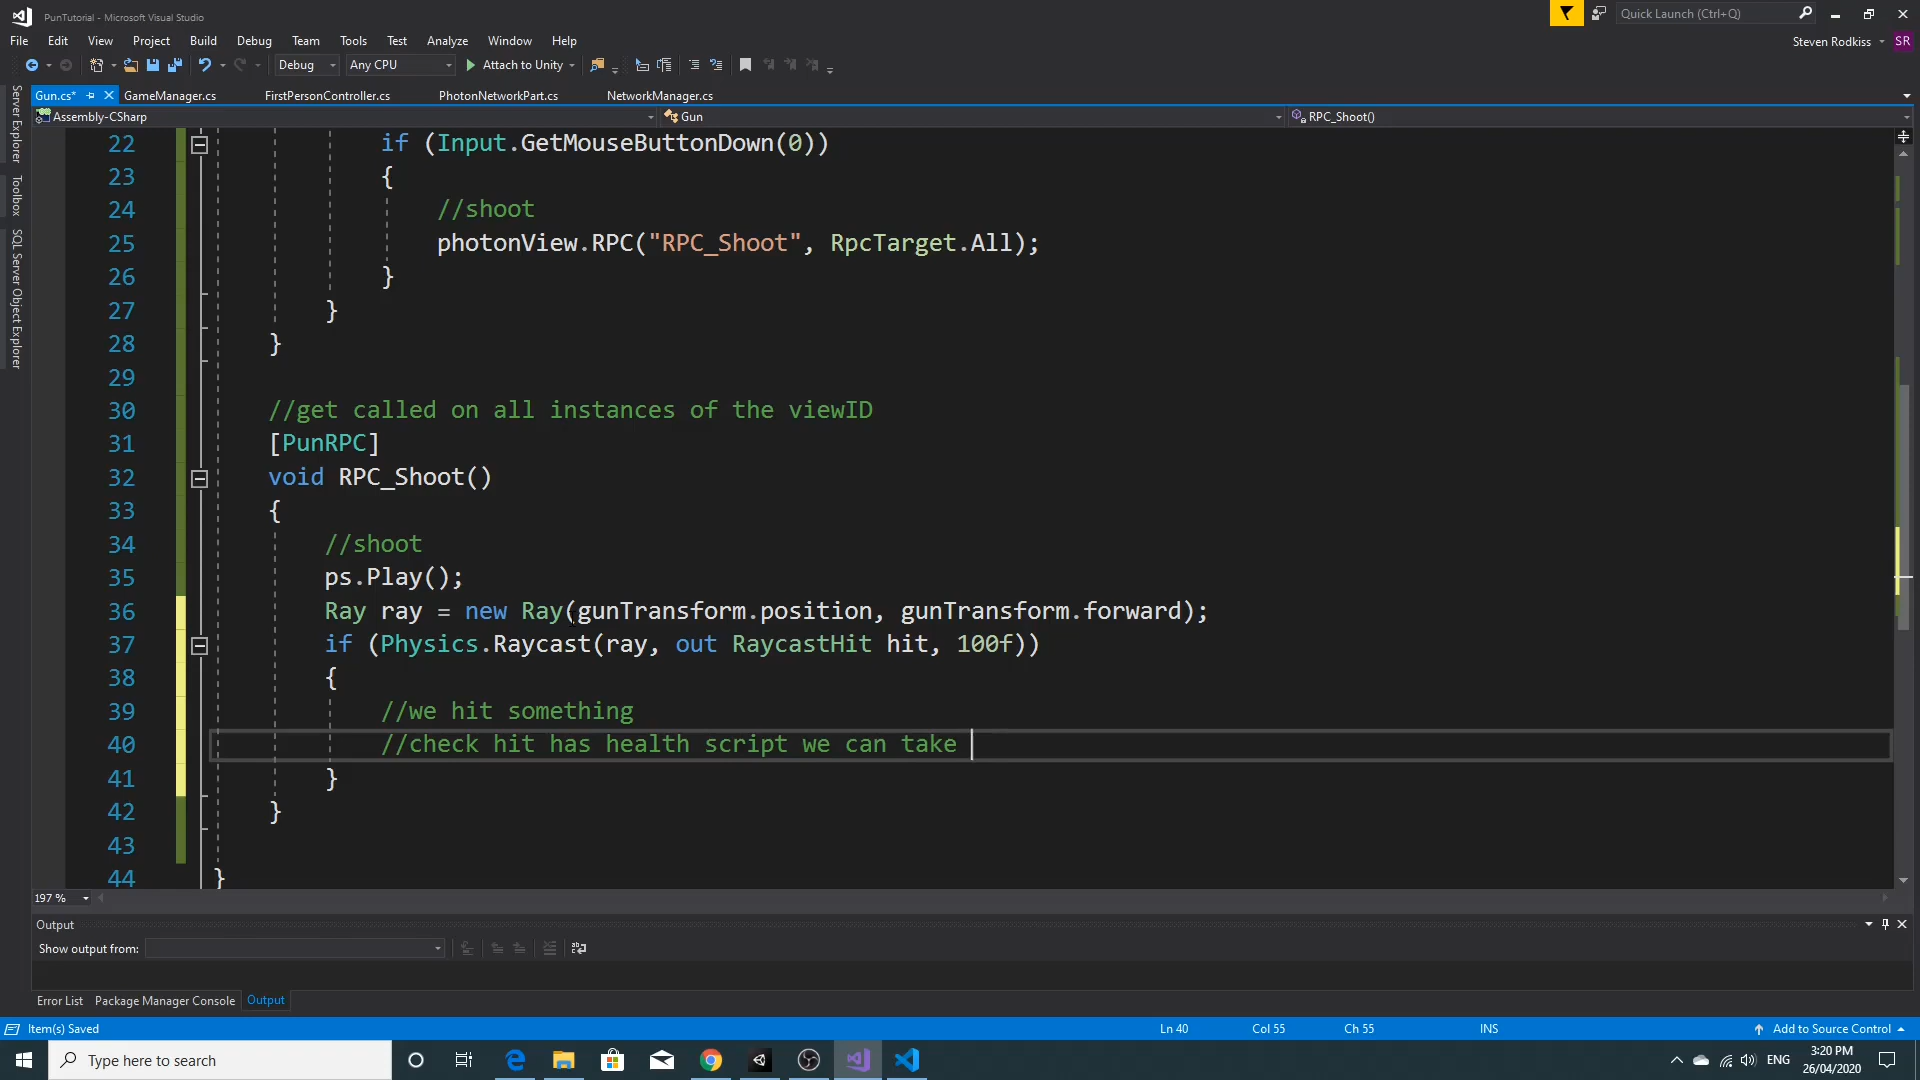 PunTutorial - Microsoft Visual Studio
Quick Launch (Ctrl+Q)
File Edit View Project Build Debug Team Tools Test Analyze Window Help
Steven Rodkiss SR
Debug Any CPU Attach to Unity
Gun.cs* GameManager.cs FirstPersonController.cs PhotonNetworkPart.cs NetworkManager.cs
Assembly-CSharp Gun RPC_Shoot()
Server Explorer
Toolbox
SQL Server Object Explorer
22 if (Input.GetMouseButtonDown(0))
23 {
24 //shoot
25 photonView.RPC("RPC_Shoot", RpcTarget.All);
26 }
27 }
28 }
29
30 //get called on all instances of the viewID
31 [PunRPC]
32 void RPC_Shoot()
33 {
34 //shoot
35 ps.Play();
36 Ray ray = new Ray(gunTransform.position, gunTransform.forward);
37 if (Physics.Raycast(ray, out RaycastHit hit, 100f))
38 {
39 //we hit something
40 //check hit has health script we can take
41 }
42 }
43
44 }
197 %
Output
Show output from:
Error List Package Manager Console Output
Item(s) Saved Ln 40 Col 55 Ch 55 INS Add to Source Control
Type here to search
ENG
3:20 PM
26/04/2020